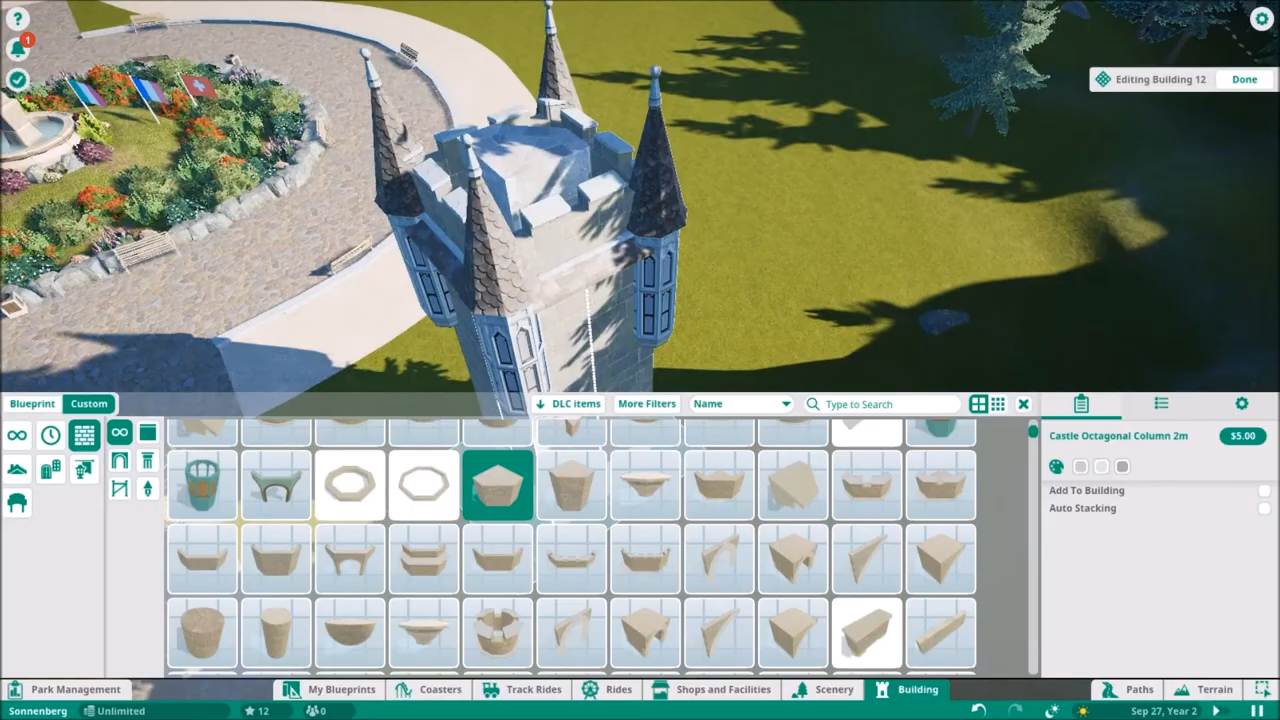 ?
1
Editing Building 12 Done
Blueprint Custom DLC items More Filters Name Type to Search
Castle Octagonal Column 2m $5.00
Add To Building
Auto Stacking
Park Management My Blueprints Coasters Track Rides Rides Shops and Facilities Scenery Building Paths Terrain
Sonnenberg Unlimited 12 0 Sep 27, Year 2